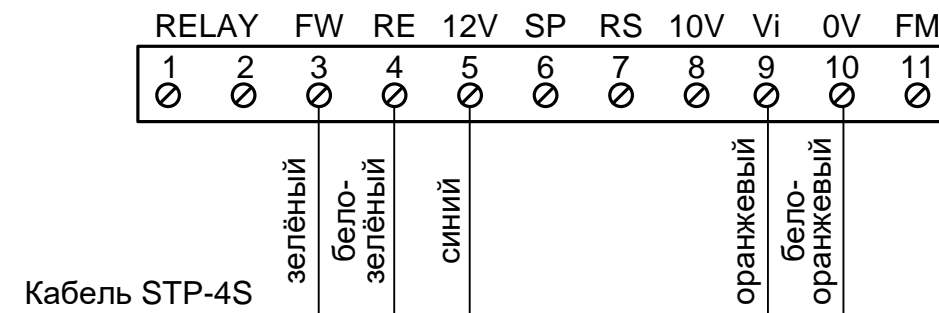 RELAY FW RE 12V SP RS 10V Vi 0V FM
1 2 3 4 5 6 7 8 9 10 11
зелёный
бело-
зелёный
синий
оранжевый
бело-
оранжевый
Кабель STP-4S